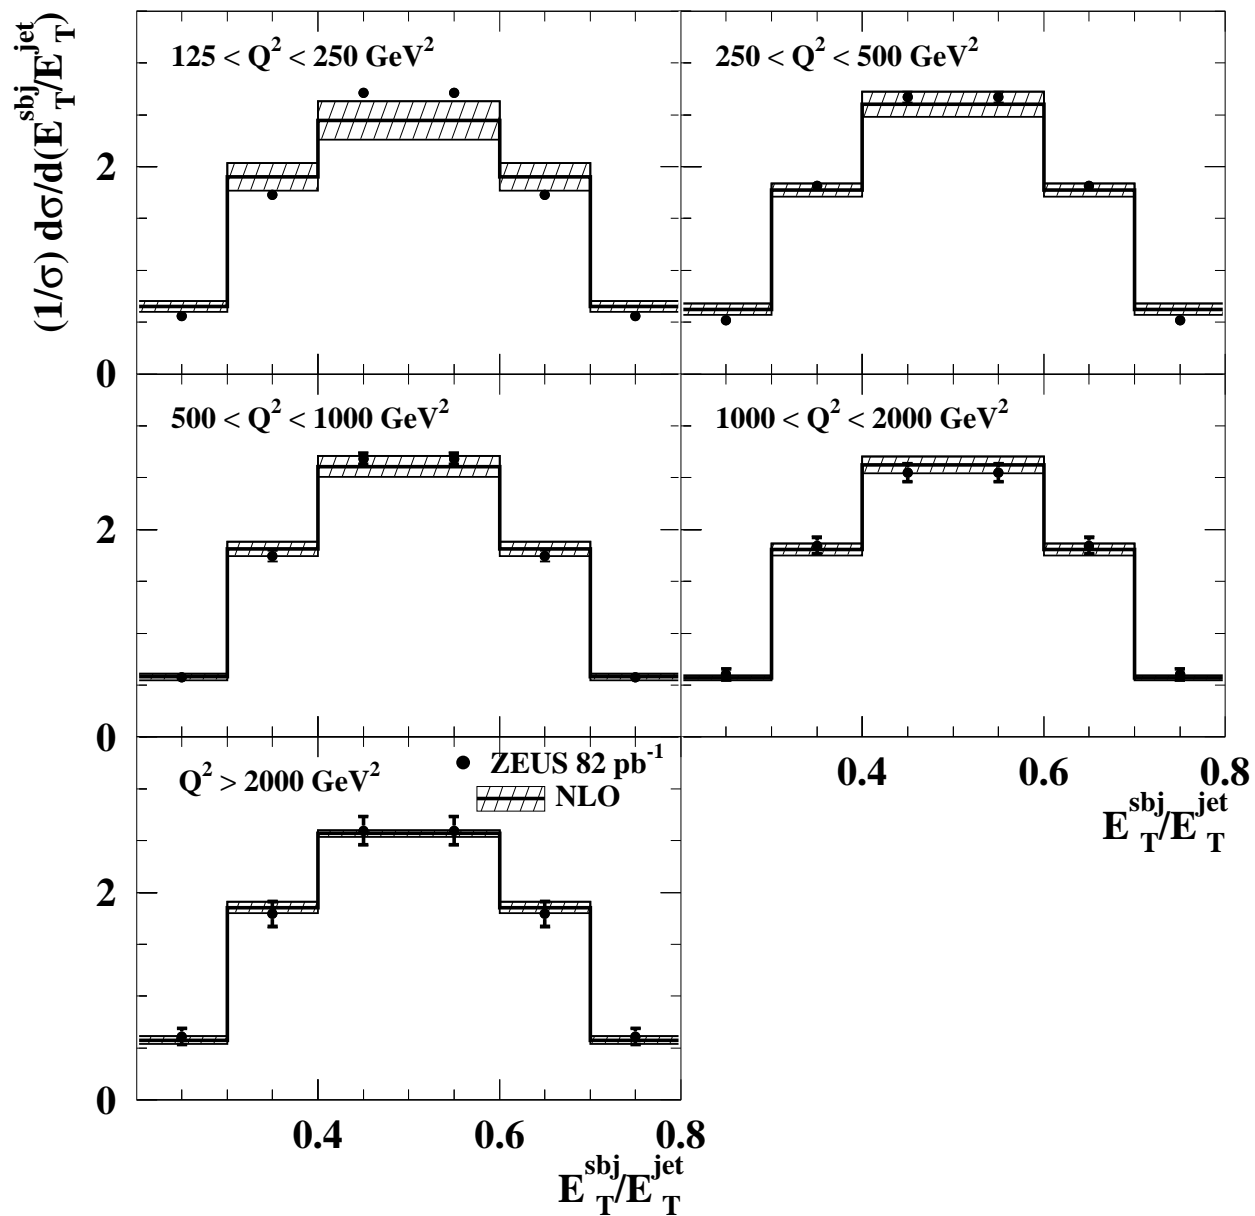 (1/σ) dσ/d(E_T^sbj/E_T^jet)
125 < Q² < 250 GeV²
250 < Q² < 500 GeV²
2
0
500 < Q² < 1000 GeV²
1000 < Q² < 2000 GeV²
2
0
0.4 0.6 0.8
E_T^sbj/E_T^jet
Q² > 2000 GeV²
ZEUS 82 pb⁻¹
NLO
2
0
0.4 0.6 0.8
E_T^sbj/E_T^jet